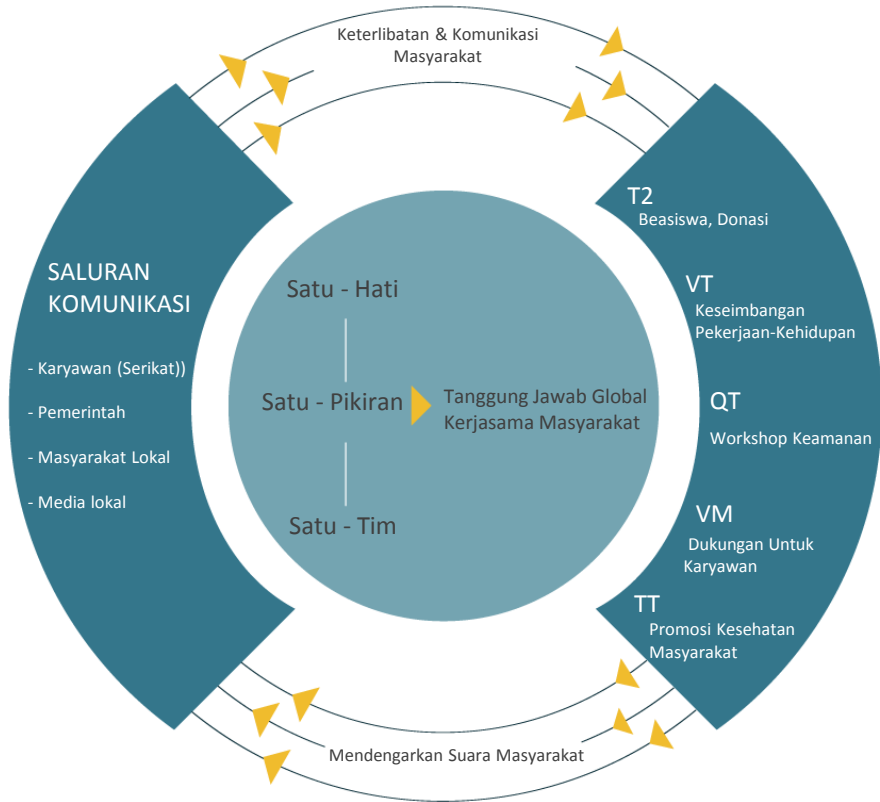 Keterlibatan & Komunikasi
Masyarakat
SALURAN
KOMUNIKASI
- Karyawan (Serikat))
- Pemerintah
- Masyarakat Lokal
- Media lokal
Satu - Hati
Satu - Pikiran
Satu - Tim
Tanggung Jawab Global
Kerjasama Masyarakat
T2
Beasiswa, Donasi
VT
Keseimbangan
Pekerjaan-Kehidupan
QT
Workshop Keamanan
VM
Dukungan Untuk
Karyawan
TT
Promosi Kesehatan
Masyarakat
Mendengarkan Suara Masyarakat